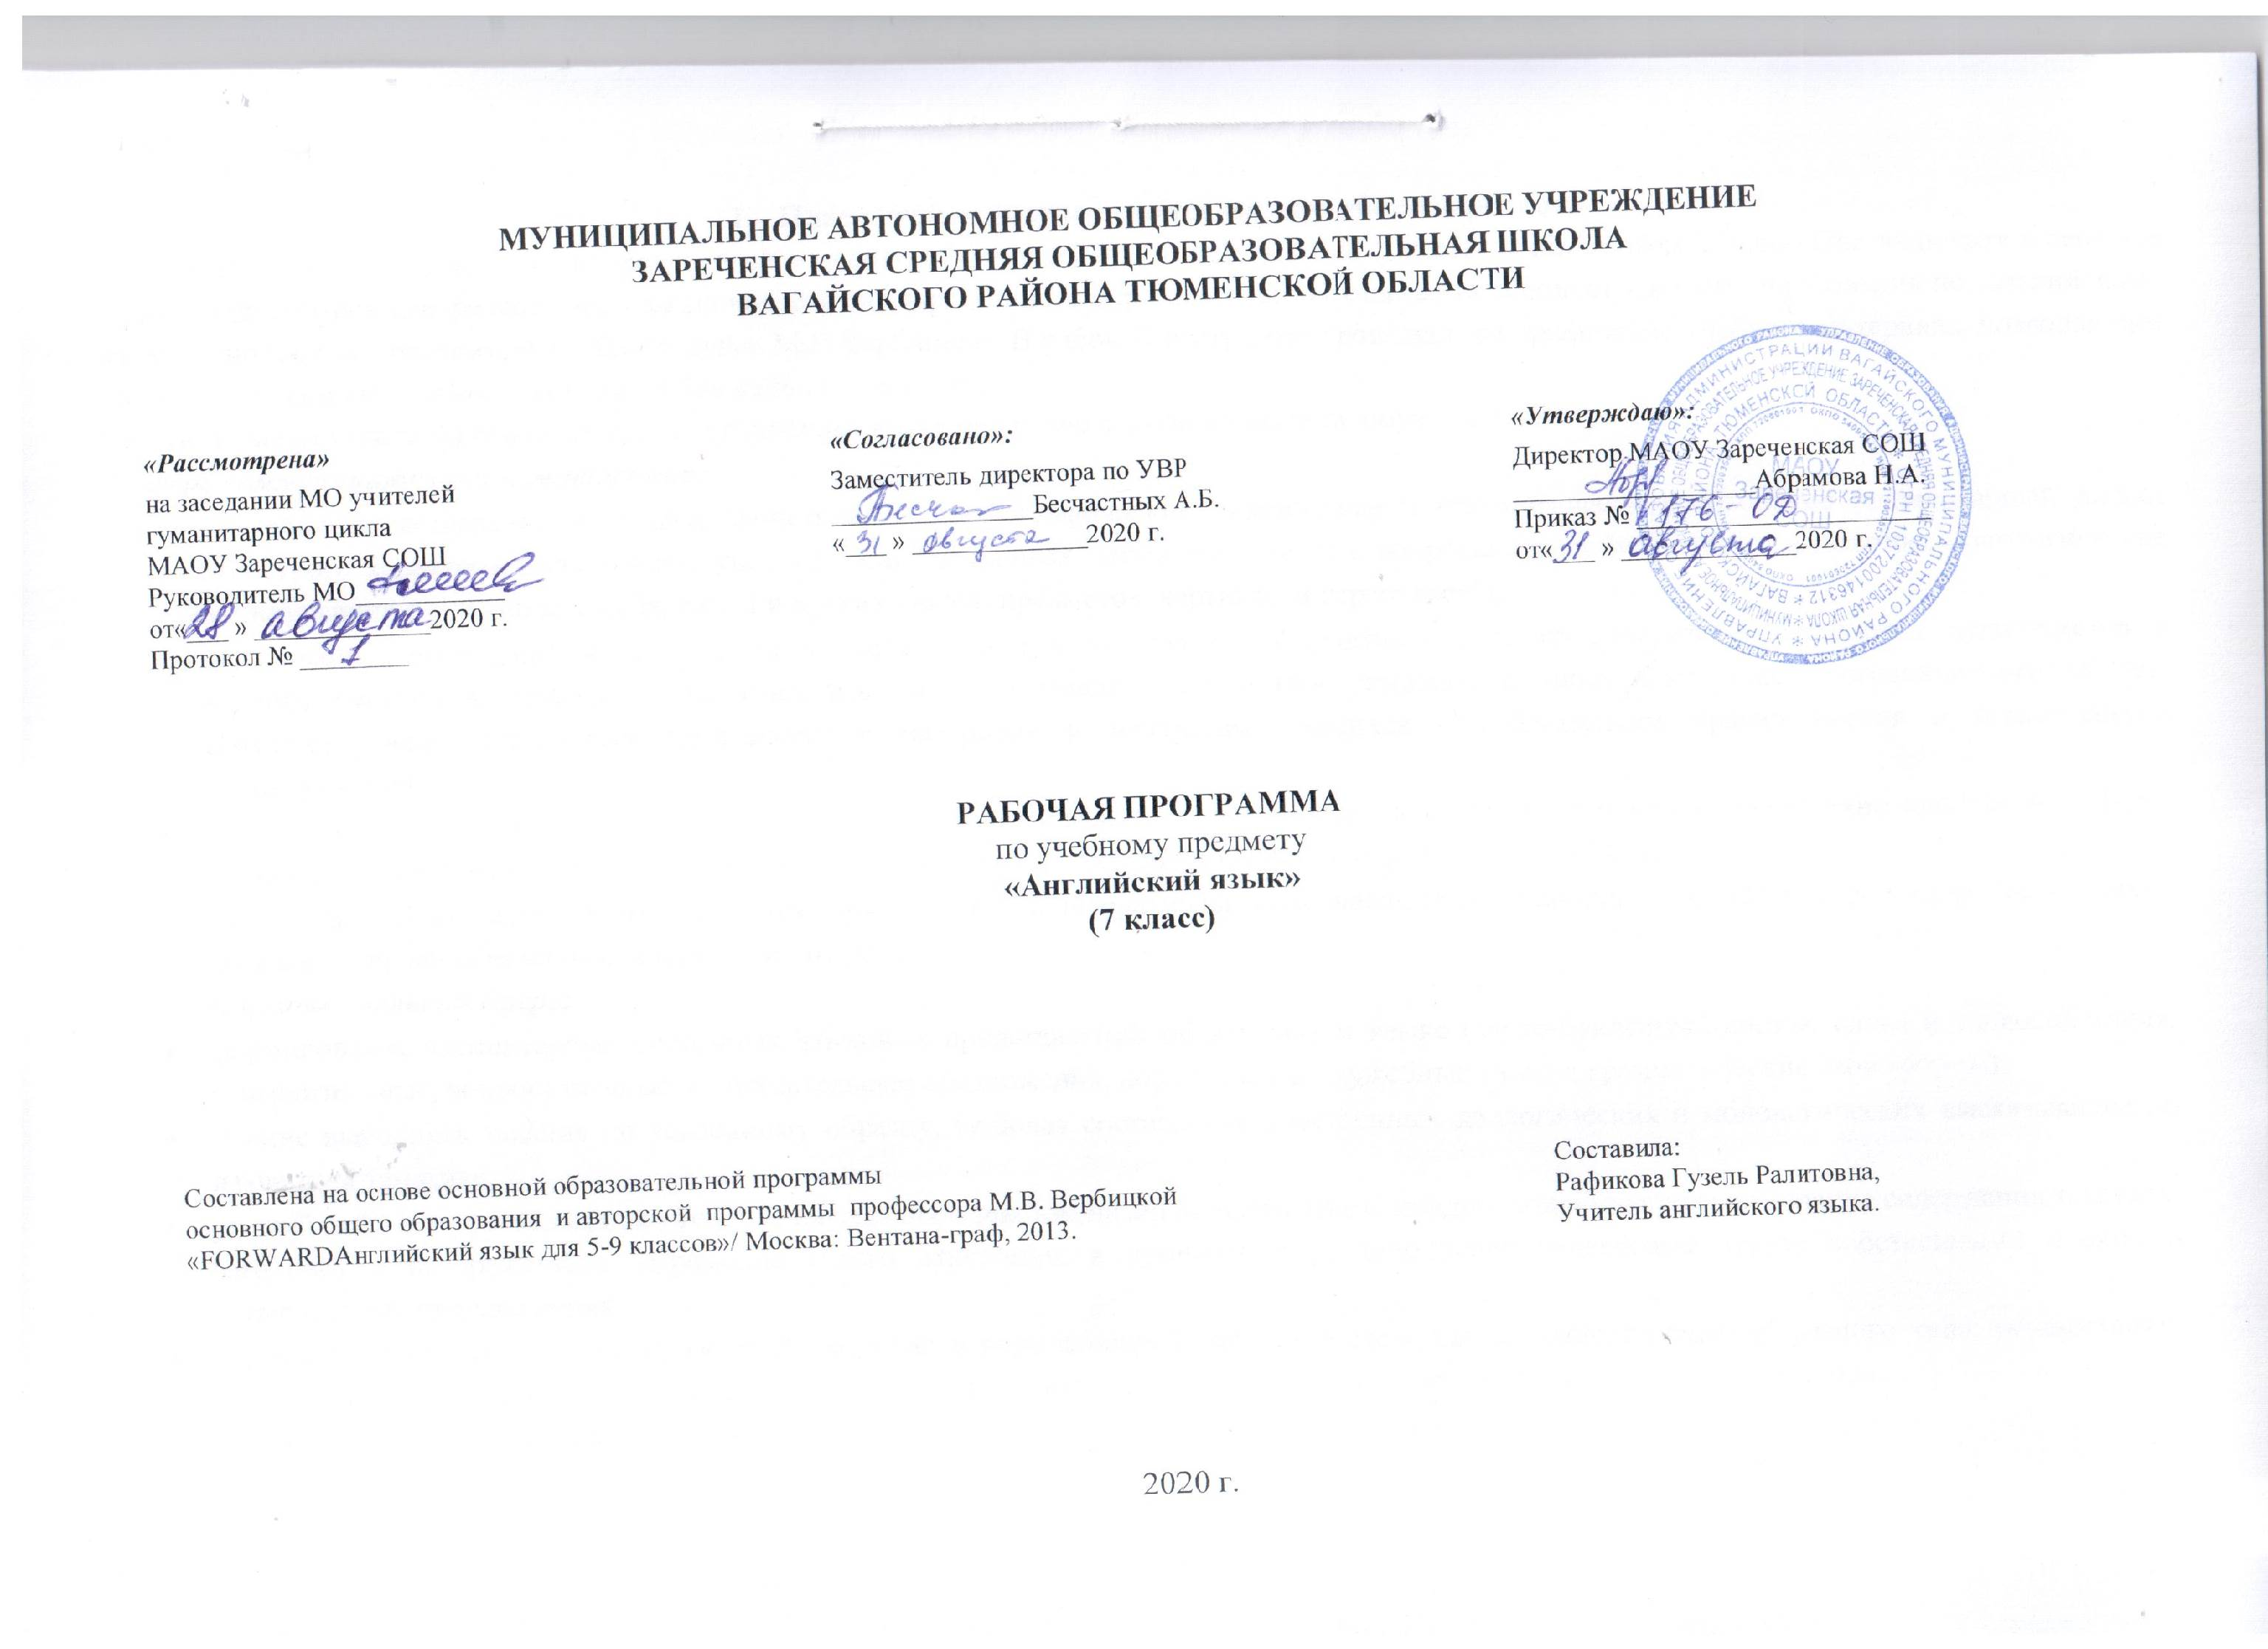 МУНИЦИПАЛЬНОЕ АВТОНОМНОЕ ОБЩЕОБРАЗОВАТЕЛЬНОЕ УЧРЕЖДЕНИЕ
ЗАРЕЧЕНСКАЯ СРЕДНЯЯ ОБЩЕОБРАЗОВАТЕЛЬНАЯ ШКОЛА
ВАГАЙСКОГО РАЙОНА ТЮМЕНСКОЙ ОБЛАСТИ
«Рассмотрена»
на заседании МО учителей
гуманитарного цикла
МАОУ Зареченская СОШ
Руководитель МО
от«28 » августа 2020 г.
Протокол № 1
«Согласовано»:
Заместитель директора по УВР
Бесчастных А.Б.
« 31 » августа 2020 г.
«Утверждаю»:
Директор МАОУ Зареченская СОШ
Абрамова Н.А.
Приказ № 176 - ОД
от« 31 » августа 2020 г.
МАОУ
Зареченская
СОШ
РАБОЧАЯ ПРОГРАММА
по учебному предмету
«Английский язык»
(7 класс)
Составлена на основе основной образовательной программы
основного общего образования и авторской программы профессора М.В. Вербицкой
«FORWARDАнглийский язык для 5-9 классов»/ Москва: Вентана-граф, 2013.
Составила:
Рафикова Гузель Ралитовна,
Учитель английского языка.
2020 г.